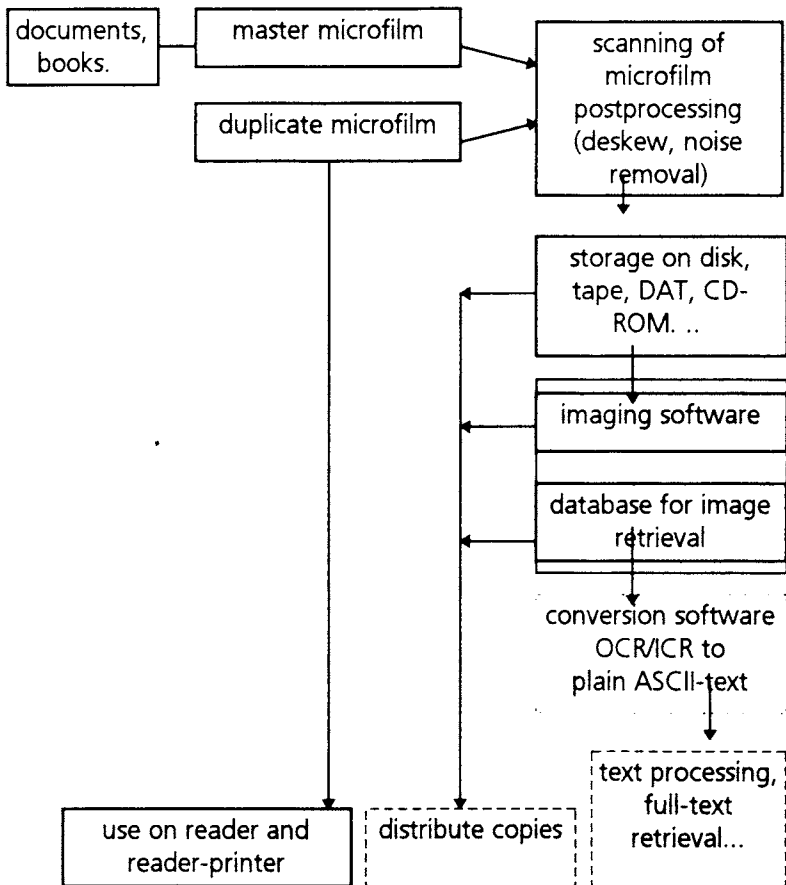 documents,
books.
master microfilm
duplicate microfilm
scanning of
microfilm
postprocessing
(deskew, noise
removal)
storage on disk,
tape, DAT, CD-
ROM. ..
imaging software
database for image
retrieval
conversion software
OCR/ICR to
plain ASCII-text
text processing,
full-text
retrieval...
use on reader and
reader-printer
distribute copies